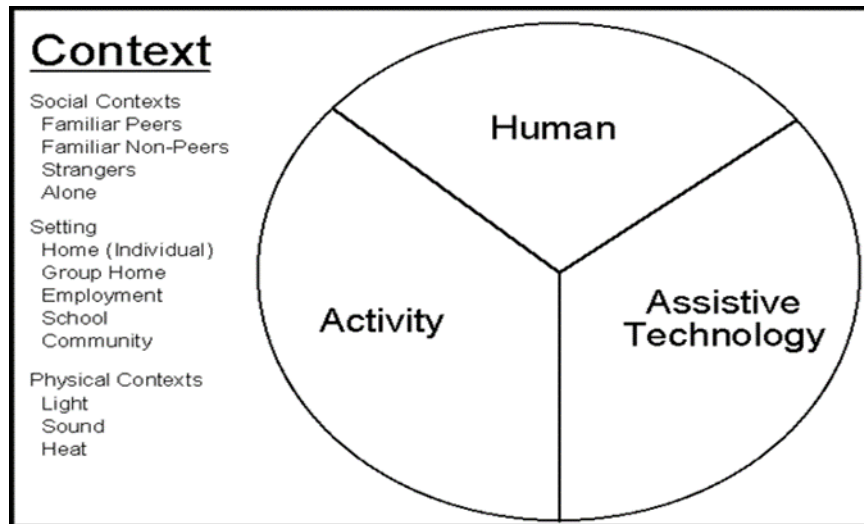 Context
Social Contexts
Familiar Peers
Familiar Non-Peers
Strangers
Alone
Setting
Home (Individual)
Group Home
Employment
School
Community
Physical Contexts
Light
Sound
Heat
Human
Activity
Assistive
Technology